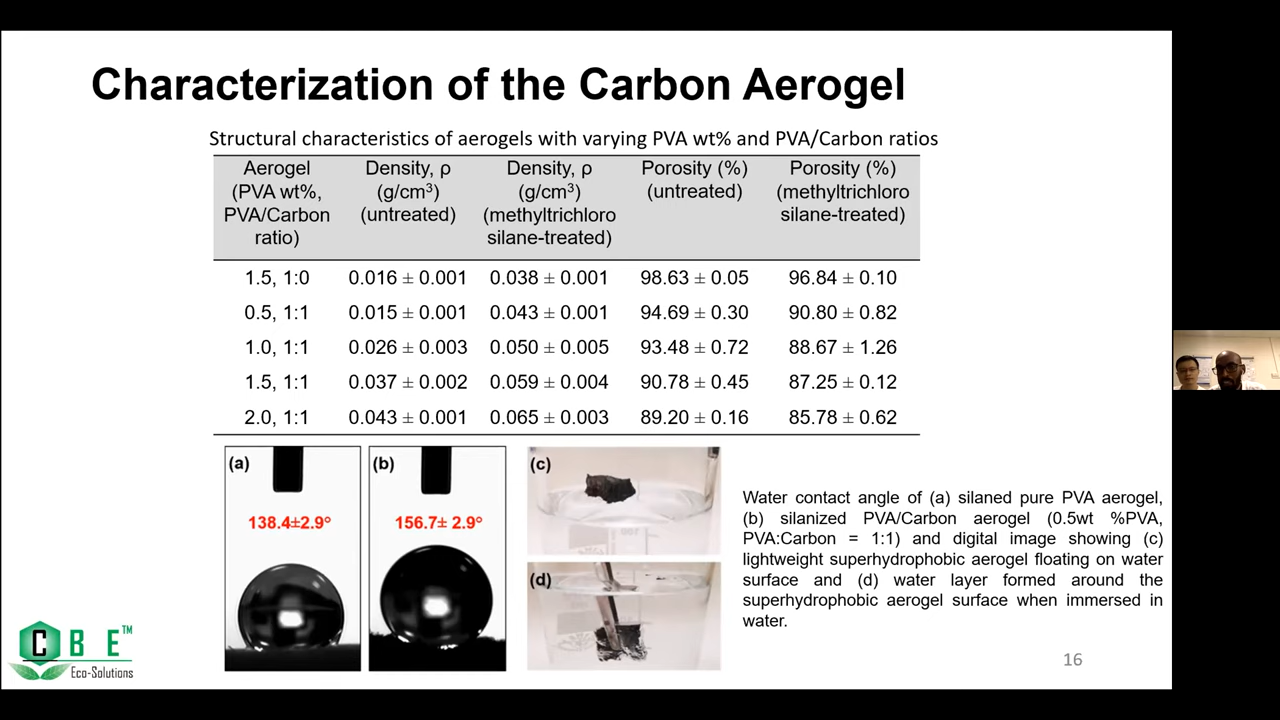 Characterization of the Carbon Aerogel
Structural characteristics of aerogels with varying PVA wt% and PVA/Carbon ratios
Aerogel (PVA wt%, PVA/Carbon ratio) Density, ρ (g/cm³) (untreated) Density, ρ (g/cm³) (methyltrichloro silane-treated) Porosity (%) (untreated) Porosity (%) (methyltrichloro silane-treated)
1.5, 1:0 0.016 ± 0.001 0.038 ± 0.001 98.63 ± 0.05 96.84 ± 0.10
0.5, 1:1 0.015 ± 0.001 0.043 ± 0.001 94.69 ± 0.30 90.80 ± 0.82
1.0, 1:1 0.026 ± 0.003 0.050 ± 0.005 93.48 ± 0.72 88.67 ± 1.26
1.5, 1:1 0.037 ± 0.002 0.059 ± 0.004 90.78 ± 0.45 87.25 ± 0.12
2.0, 1:1 0.043 ± 0.001 0.065 ± 0.003 89.20 ± 0.16 85.78 ± 0.62
(a)
138.4±2.9°
(b)
156.7± 2.9°
(c)
(d)
Water contact angle of (a) silaned pure PVA aerogel,
(b) silanized PVA/Carbon aerogel (0.5wt %PVA,
PVA:Carbon = 1:1) and digital image showing (c)
lightweight superhydrophobic aerogel floating on water
surface and (d) water layer formed around the
superhydrophobic aerogel surface when immersed in
water.
CBE™
Eco-Solutions
16